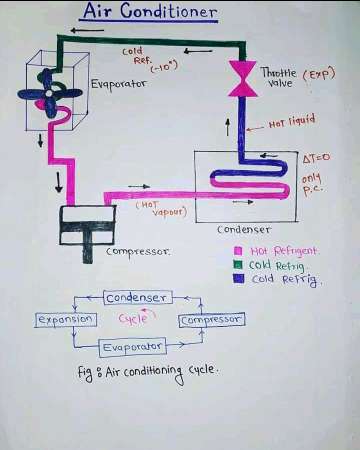 Air Conditioner
Cold
Ref.
(-10°)
Throttle (Exp)
valve
Evaporator
HOT liquid
ΔT=0
only
P.C.
(HOT
vapour)
Condenser
Compressor.
Hot Refrigent
Cold Refrig.
Cold Refrig.
Condenser
expansion
Cycle
Compressor
Evaporator
Fig : Air conditioning Cycle.